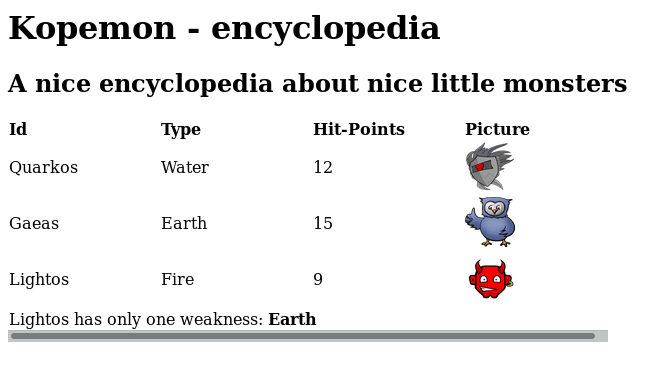 Kopemon - encyclopedia
A nice encyclopedia about nice little monsters
Id Type Hit-Points Picture
Quarkos Water 12
Gaeas Earth 15
Lightos Fire 9
Lightos has only one weakness: Earth